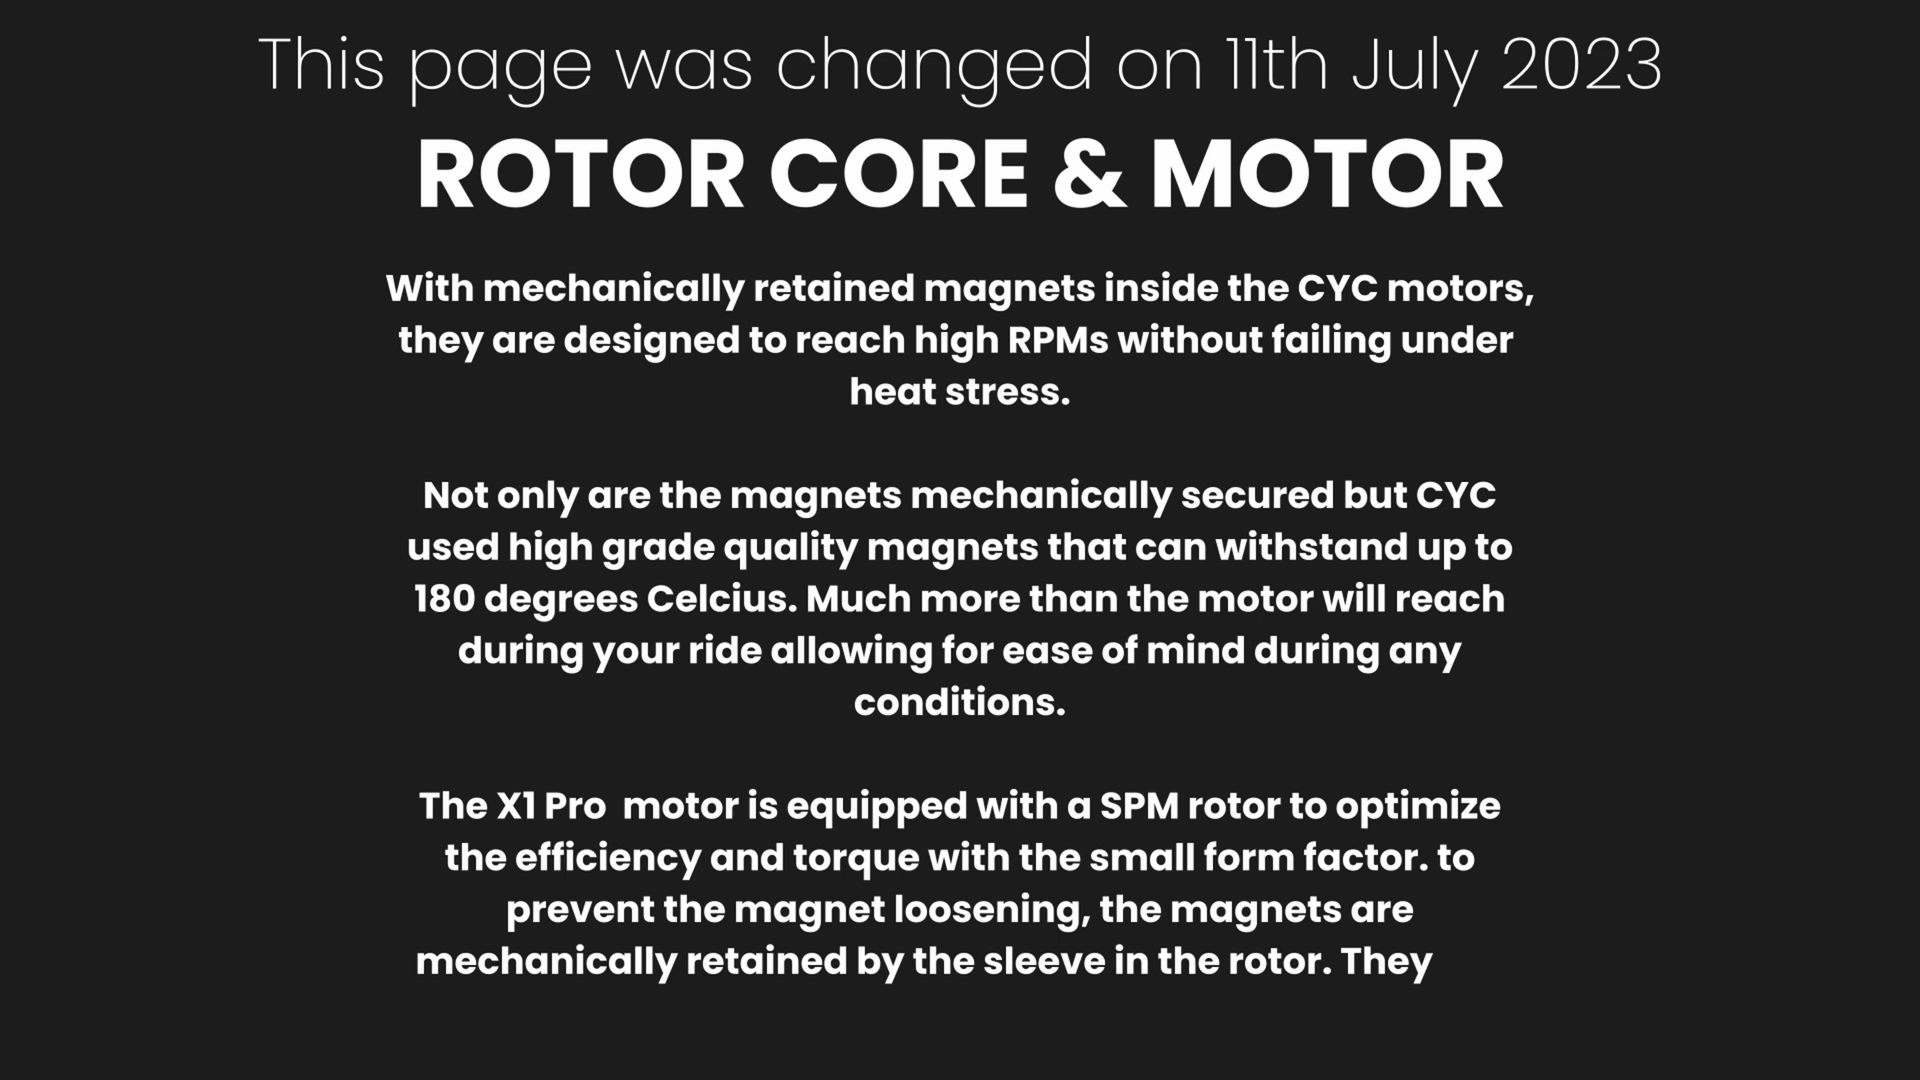 This page was changed on 11th July 2023
ROTOR CORE & MOTOR
With mechanically retained magnets inside the CYC motors,
they are designed to reach high RPMs without failing under
heat stress.
Not only are the magnets mechanically secured but CYC
used high grade quality magnets that can withstand up to
180 degrees Celcius. Much more than the motor will reach
during your ride allowing for ease of mind during any
conditions.
The X1 Pro  motor is equipped with a SPM rotor to optimize
the efficiency and torque with the small form factor. to
prevent the magnet loosening, the magnets are
mechanically retained by the sleeve in the rotor. They